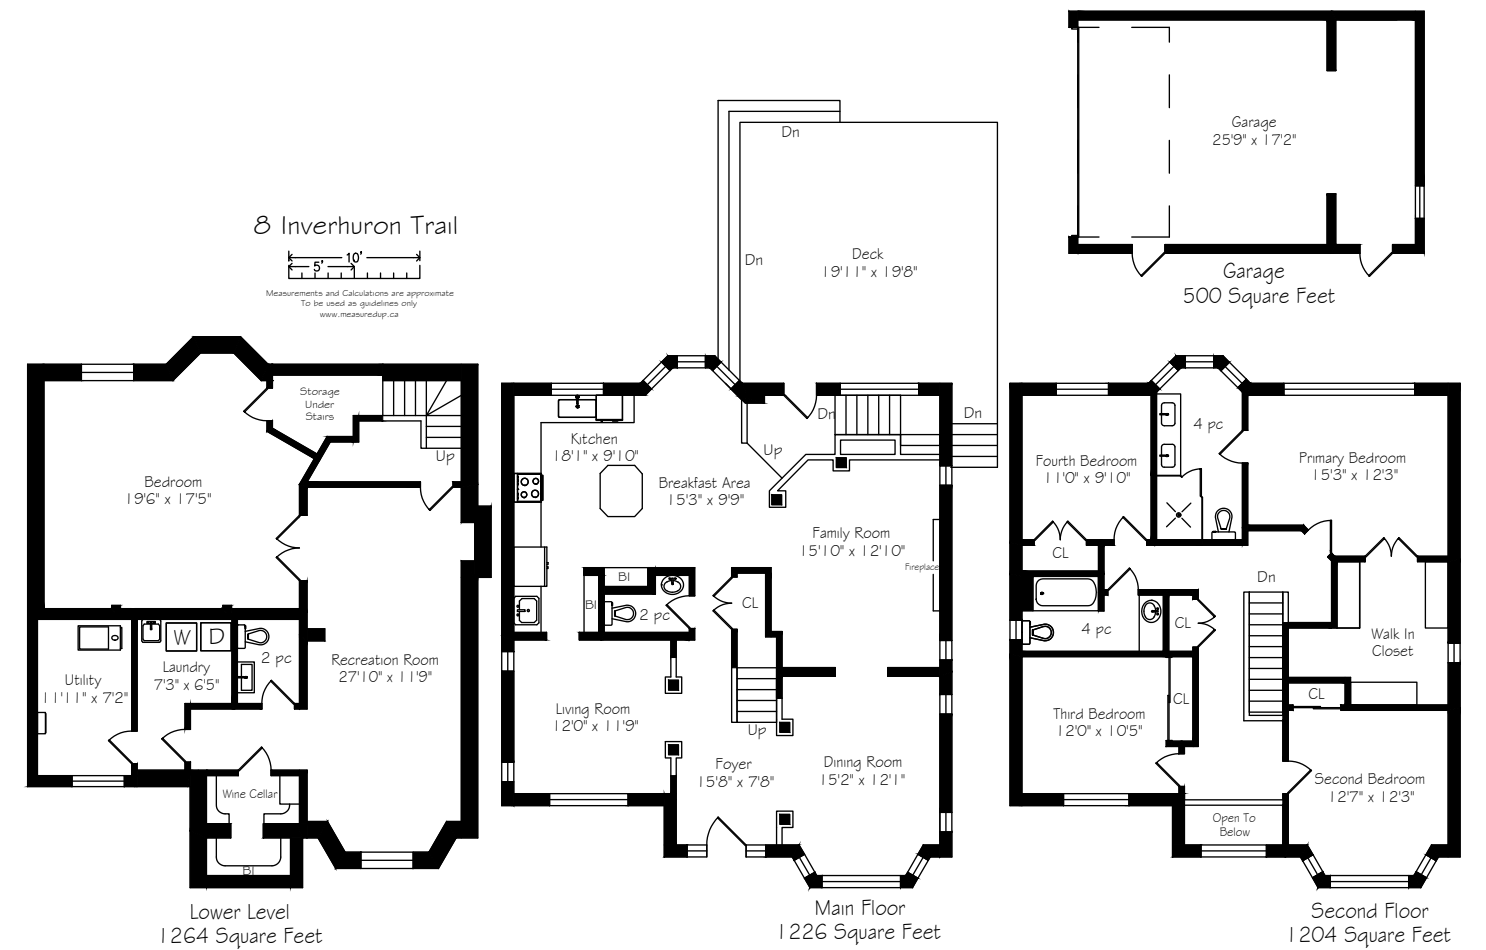 8 Inverhuron Trail
10'
5'
Measurements and Calculations are approximate
To be used as guidelines only
www.measuredup.ca
Storage
Under
Stairs
Up
Bedroom
19'6" x 17'5"
Utility
11'11" x 7'2"
W
D
Laundry
7'3" x 6'5"
2 pc
Recreation Room
27'10" x 11'9"
Wine Cellar
BI
Lower Level
1264 Square Feet
Dn
Dn
Deck
19'11" x 19'8"
Dn
Dn
Kitchen
18'1" x 9'10"
Up
Breakfast Area
15'3" x 9'9"
Family Room
15'10" x 12'10"
Fireplace
BI
BI
2 pc
CL
Living Room
12'0" x 11'9"
Up
Foyer
15'8" x 7'8"
Dining Room
15'2" x 12'1"
Main Floor
1226 Square Feet
Garage
25'9" x 17'2"
Garage
500 Square Feet
4 pc
Fourth Bedroom
11'0" x 9'10"
Primary Bedroom
15'3" x 12'3"
CL
Dn
4 pc
CL
Walk In
Closet
CL
CL
Third Bedroom
12'0" x 10'5"
Second Bedroom
12'7" x 12'3"
Open To
Below
Second Floor
1204 Square Feet